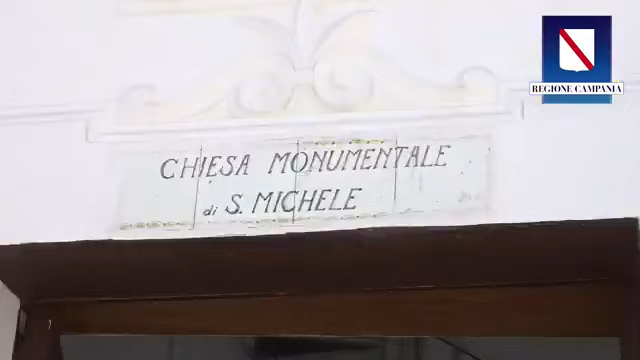 REGIONE CAMPANIA
CHIESA MONUMENTALE
di S. MICHELE